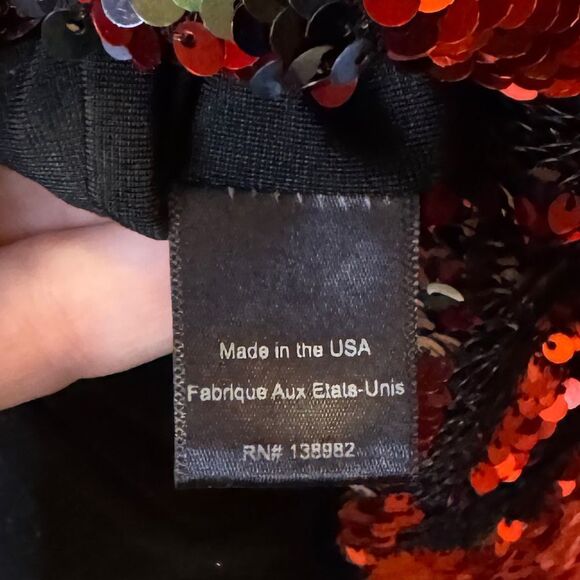 Made in the USA
Fabrique Aux Etats-Unis
RN# 138982